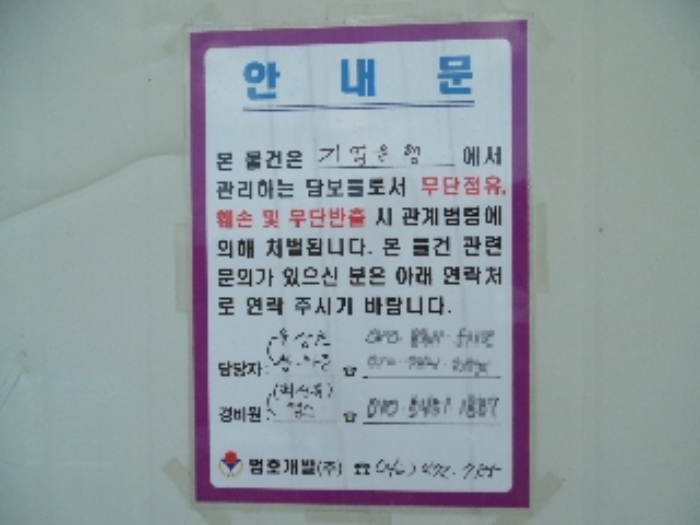 안 내 문
본 물건은 기업은행 에서
관리하는 담보물로서 무단점유,
훼손 및 무단반출 시 관계법령에
의해 처벌됩니다. 본 물건 관련
문의가 있으신 분은 아래 연락처
로 연락 주시기 바랍니다.
담당자:
경비원:
범호개발(주) ☎